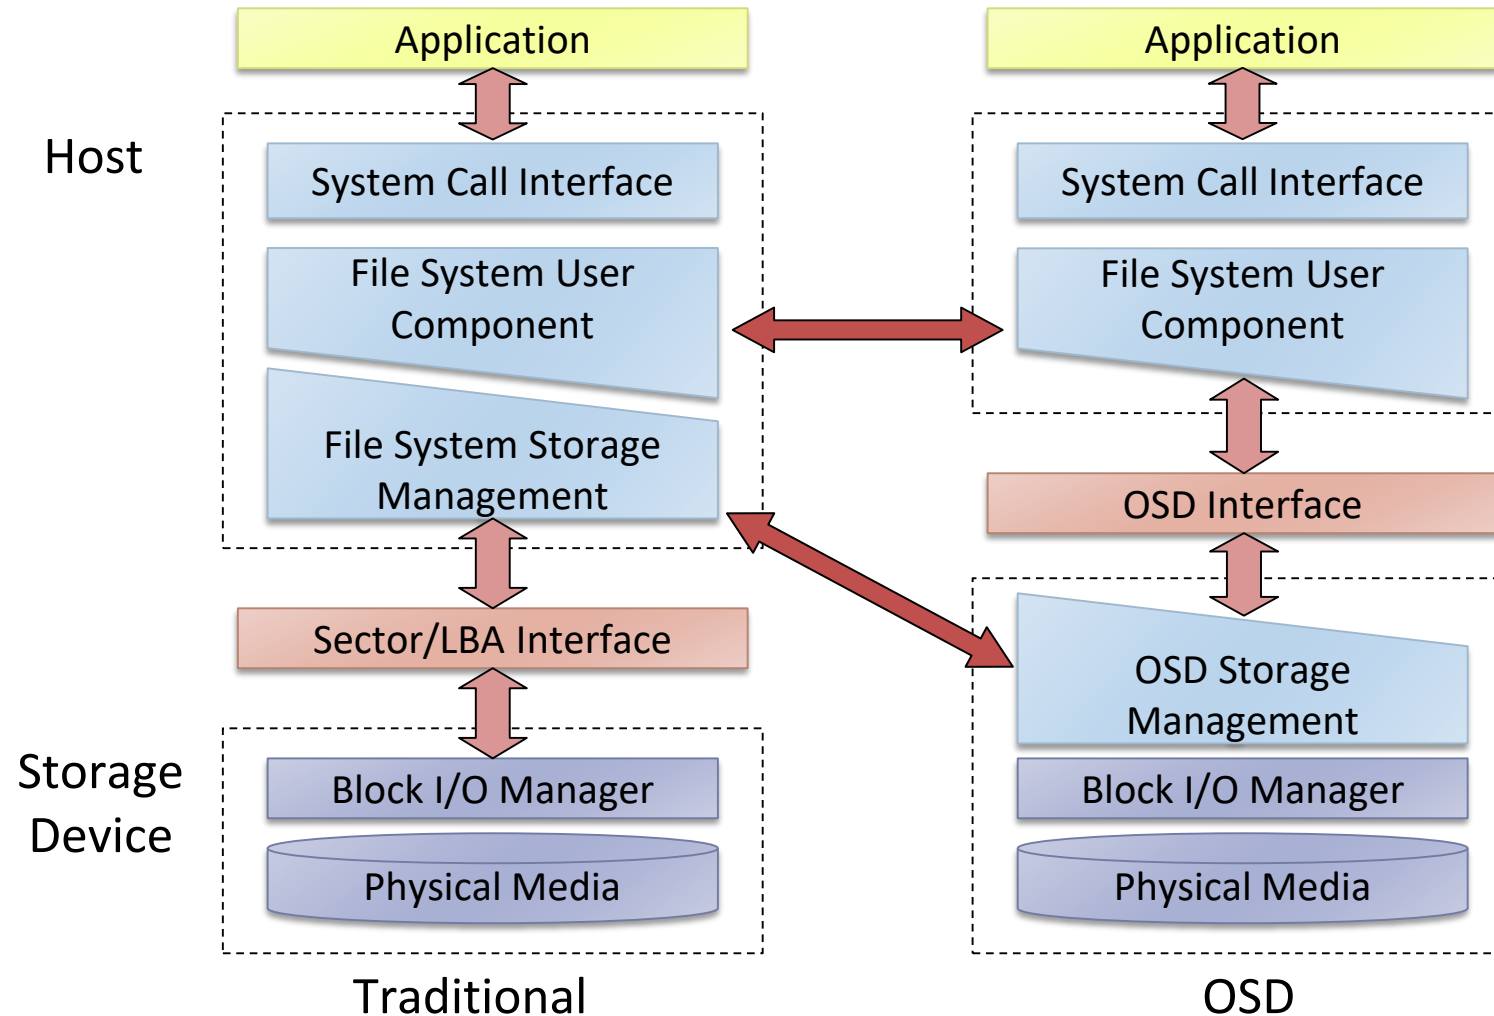 Application
Host
System Call Interface
File System User
Component
File System Storage
Management
Sector/LBA Interface
Storage
Device
Block I/O Manager
Physical Media
Traditional
Application
System Call Interface
File System User
Component
OSD Interface
OSD Storage
Management
Block I/O Manager
Physical Media
OSD